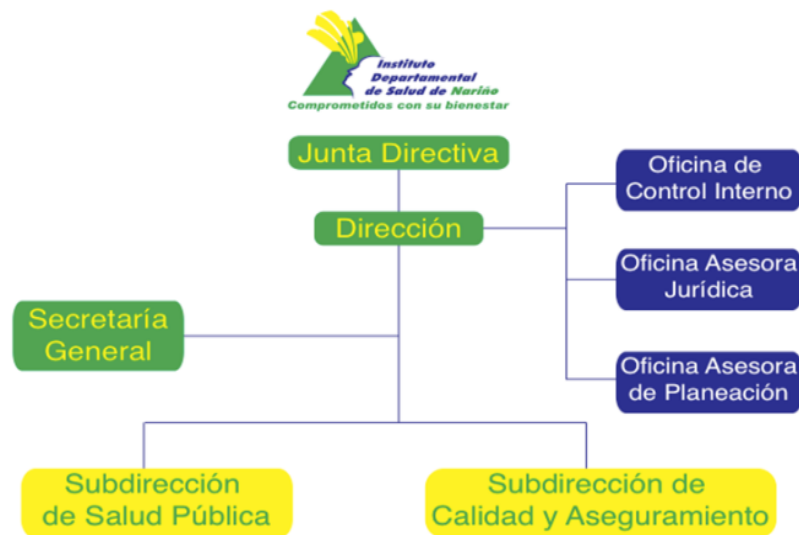 Instituto
Departamental
de Salud de Nariño
Comprometidos con su bienestar
Junta Directiva
Dirección
Oficina de
Control Interno
Oficina Asesora
Jurídica
Secretaría
General
Oficina Asesora
de Planeación
Subdirección
de Salud Pública
Subdirección de
Calidad y Aseguramiento